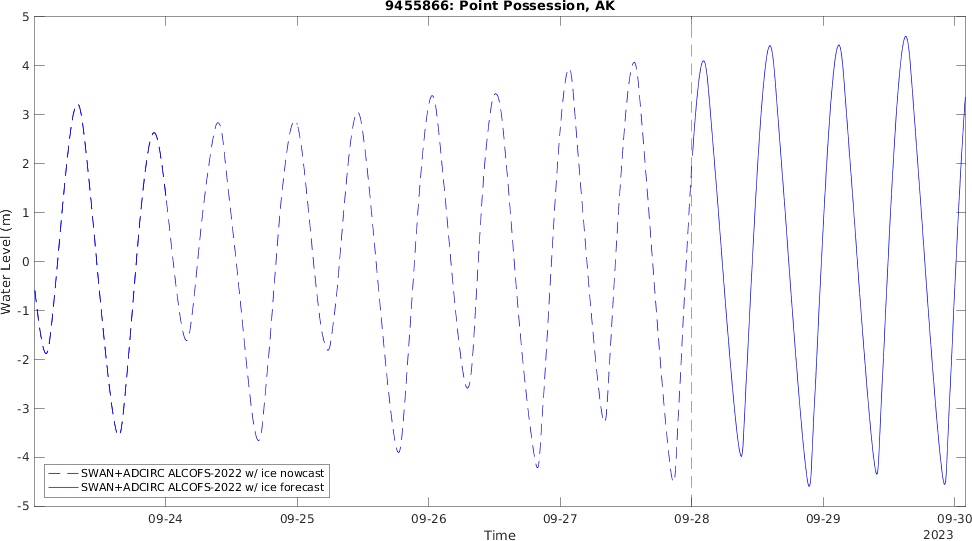 9455866: Point Possession, AK
Water Level (m)
5
4
3
2
1
0
-1
-2
-3
-4
-5
SWAN+ADCIRC ALCOFS-2022 w/ ice nowcast
SWAN+ADCIRC ALCOFS-2022 w/ ice forecast
09-24 09-25 09-26 09-27 09-28 09-29 09-30
Time
2023